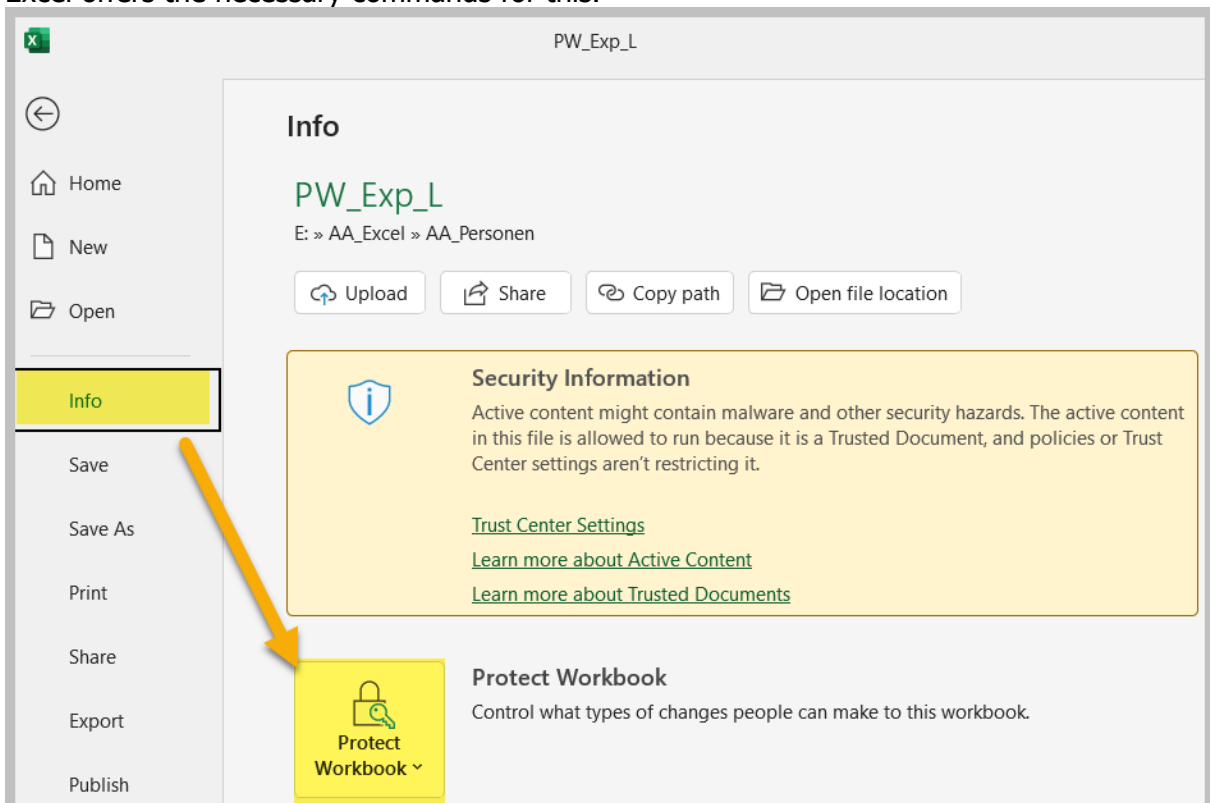 Excel offers the necessary commands for this.
PW_Exp_L
Info
PW_Exp_L
E: » AA_Excel » AA_Personen
Home
New
Open
Upload
Share
Copy path
Open file location
Info
Save
Save As
Print
Share
Export
Publish
Security Information
Active content might contain malware and other security hazards. The active content
in this file is allowed to run because it is a Trusted Document, and policies or Trust
Center settings aren't restricting it.
Trust Center Settings
Learn more about Active Content
Learn more about Trusted Documents
Protect
Workbook
Protect Workbook
Control what types of changes people can make to this workbook.